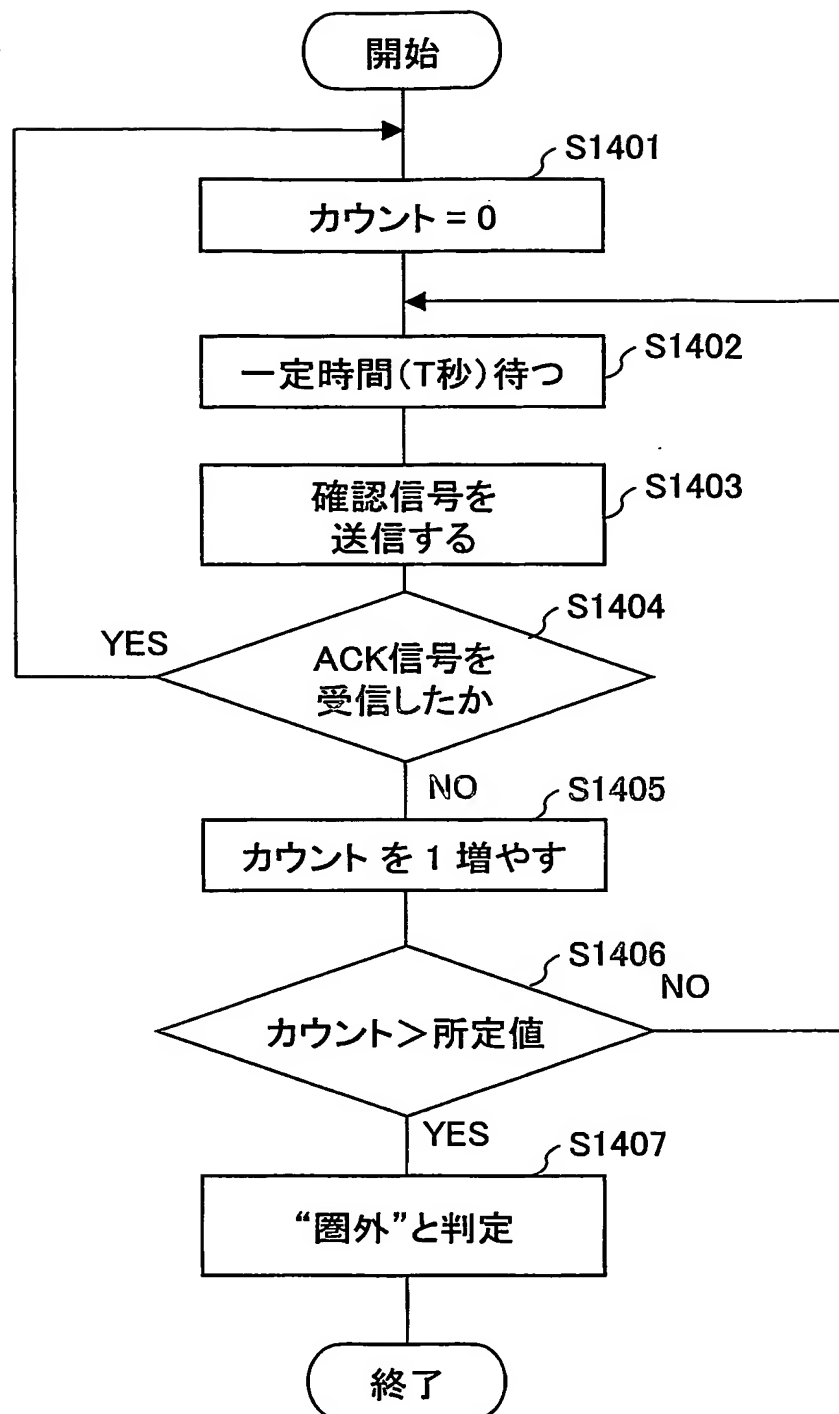 開始
S1401
カウント = 0
S1402
一定時間(T秒)待つ
S1403
確認信号を
送信する
S1404
YES
ACK信号を
受信したか
NO
S1405
カウント を 1 増やす
S1406
NO
カウント>所定値
YES
S1407
“圏外”と判定
終了